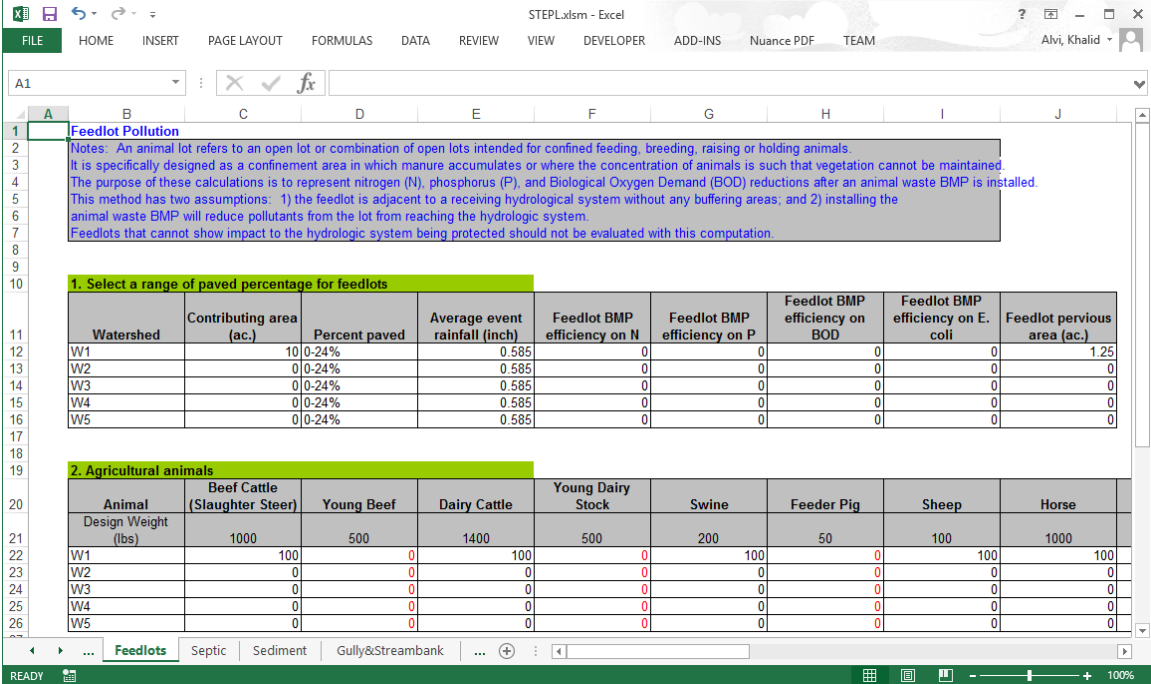 STEPL.xlsm - Excel
?
FILE HOME INSERT PAGE LAYOUT FORMULAS DATA REVIEW VIEW DEVELOPER ADD-INS Nuance PDF TEAM Alvi, Khalid
A1 fx
A B C D E F G H I J
1 Feedlot Pollution
2 Notes: An animal lot refers to an open lot or combination of open lots intended for confined feeding, breeding, raising or holding animals.
3 It is specifically designed as a confinement area in which manure accumulates or where the concentration of animals is such that vegetation cannot be maintained.
4 The purpose of these calculations is to represent nitrogen (N), phosphorus (P), and Biological Oxygen Demand (BOD) reductions after an animal waste BMP is installed.
5 This method has two assumptions: 1) the feedlot is adjacent to a receiving hydrological system without any buffering areas; and 2) installing the
6 animal waste BMP will reduce pollutants from the lot from reaching the hydrologic system.
7 Feedlots that cannot show impact to the hydrologic system being protected should not be evaluated with this computation.
8
9
10 1. Select a range of paved percentage for feedlots
Feedlot BMP Feedlot BMP
Contributing area Average event Feedlot BMP Feedlot BMP efficiency on efficiency on E. Feedlot pervious
11 Watershed (ac.) Percent paved rainfall (inch) efficiency on N efficiency on P BOD coli area (ac.)
12 W1 10 0-24% 0.585 0 0 0 0 1.25
13 W2 0 0-24% 0.585 0 0 0 0 0
14 W3 0 0-24% 0.585 0 0 0 0 0
15 W4 0 0-24% 0.585 0 0 0 0 0
16 W5 0 0-24% 0.585 0 0 0 0 0
17
18
19 2. Agricultural animals
Beef Cattle Young Dairy
20 Animal (Slaughter Steer) Young Beef Dairy Cattle Stock Swine Feeder Pig Sheep Horse
Design Weight
21 (lbs) 1000 500 1400 500 200 50 100 1000
22 W1 100 0 100 0 100 0 100 100
23 W2 0 0 0 0 0 0 0 0
24 W3 0 0 0 0 0 0 0 0
25 W4 0 0 0 0 0 0 0 0
26 W5 0 0 0 0 0 0 0 0
... Feedlots Septic Sediment Gully&Streambank ...
READY 100%